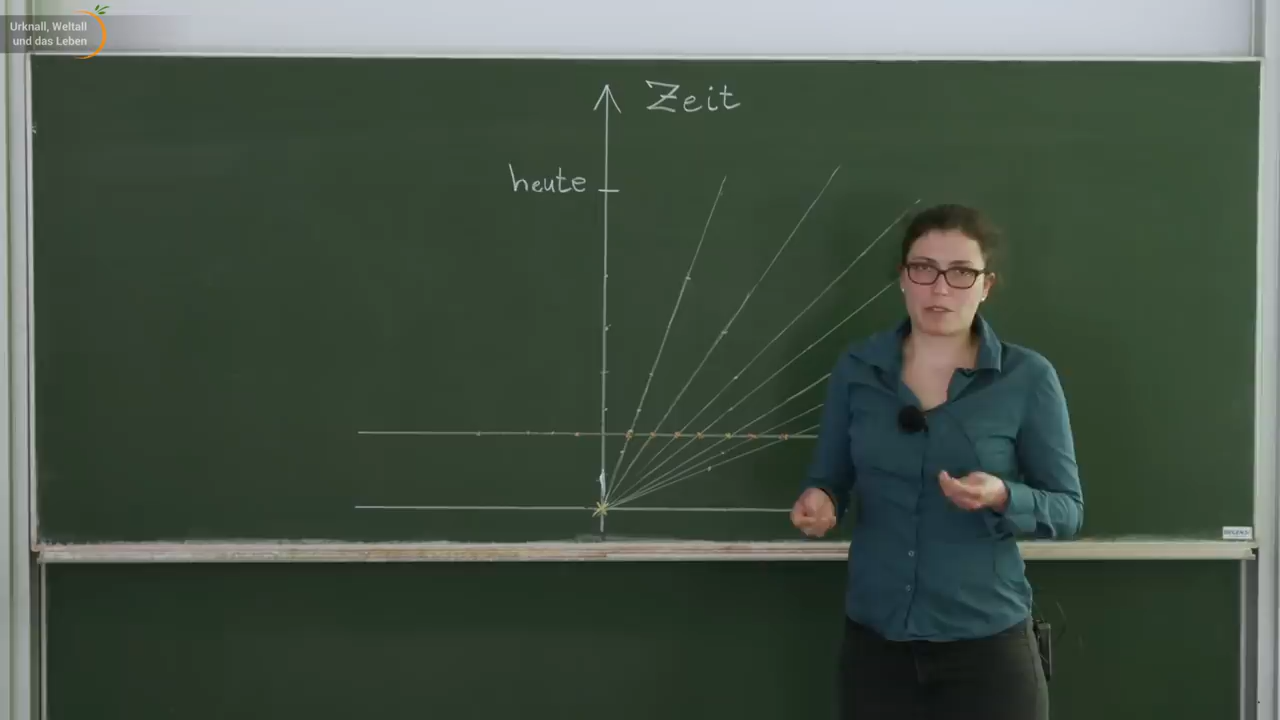 Urknall, Weltall
und das Leben
Zeit
heute